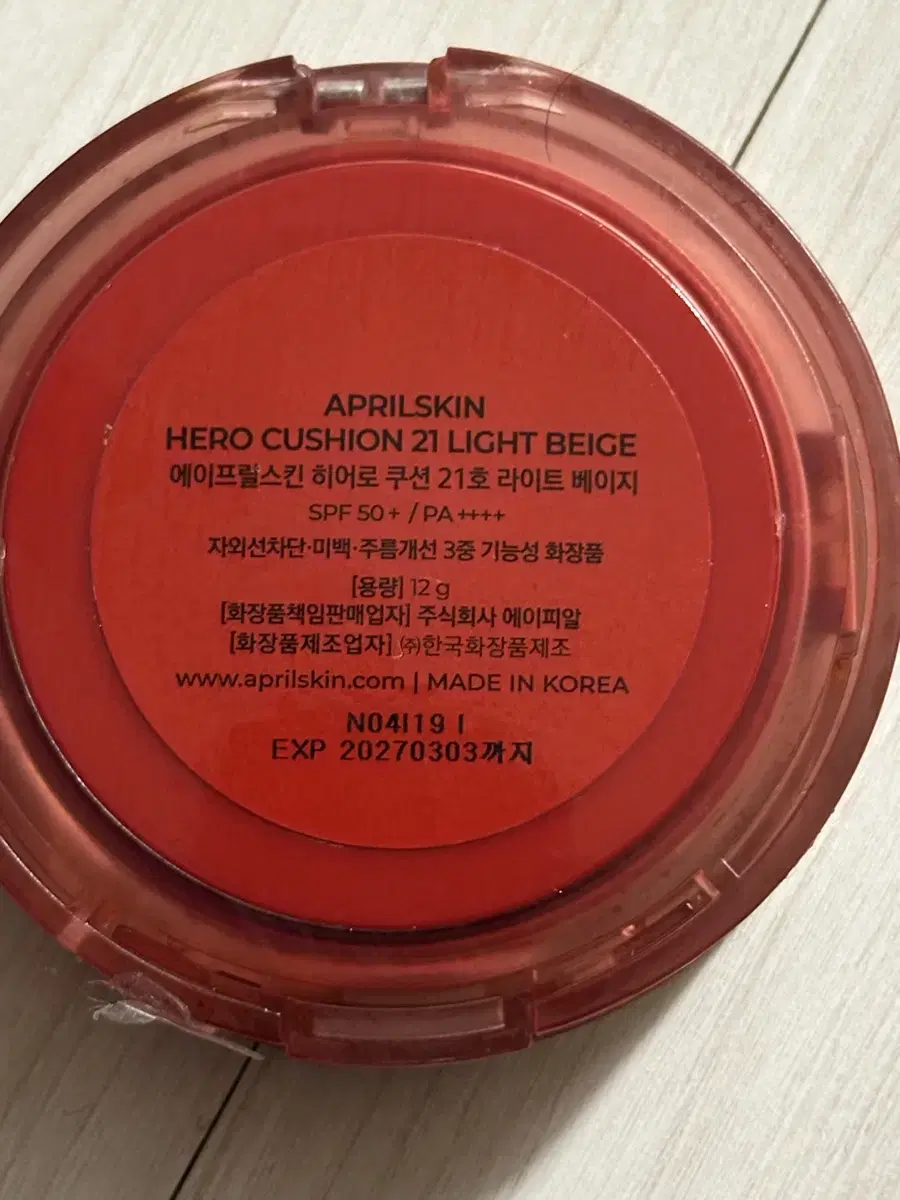 APRILSKIN
HERO CUSHION 21 LIGHT BEIGE
에이프릴스킨 히어로 쿠션 21호 라이트 베이지
SPF 50+ / PA ++++
자외선차단·미백·주름개선 3중 기능성 화장품
[용량] 12 g
[화장품책임판매업자] 주식회사 에이피알
[화장품제조업자] ㈜한국화장품제조
www.aprilskin.com | MADE IN KOREA
N04I19 I
EXP 20270303까지